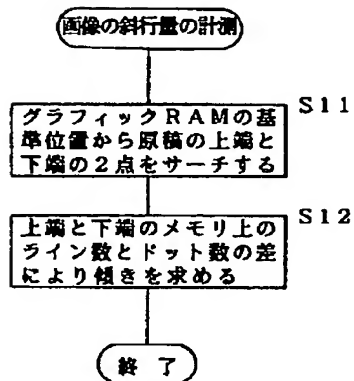 画像の斜行量の計測
S11
グラフィックRAMの基
準位置から原稿の上端と
下端の2点をサーチする
S12
上端と下端のメモリ上の
ライン数とドット数の差
により傾きを求める
終了